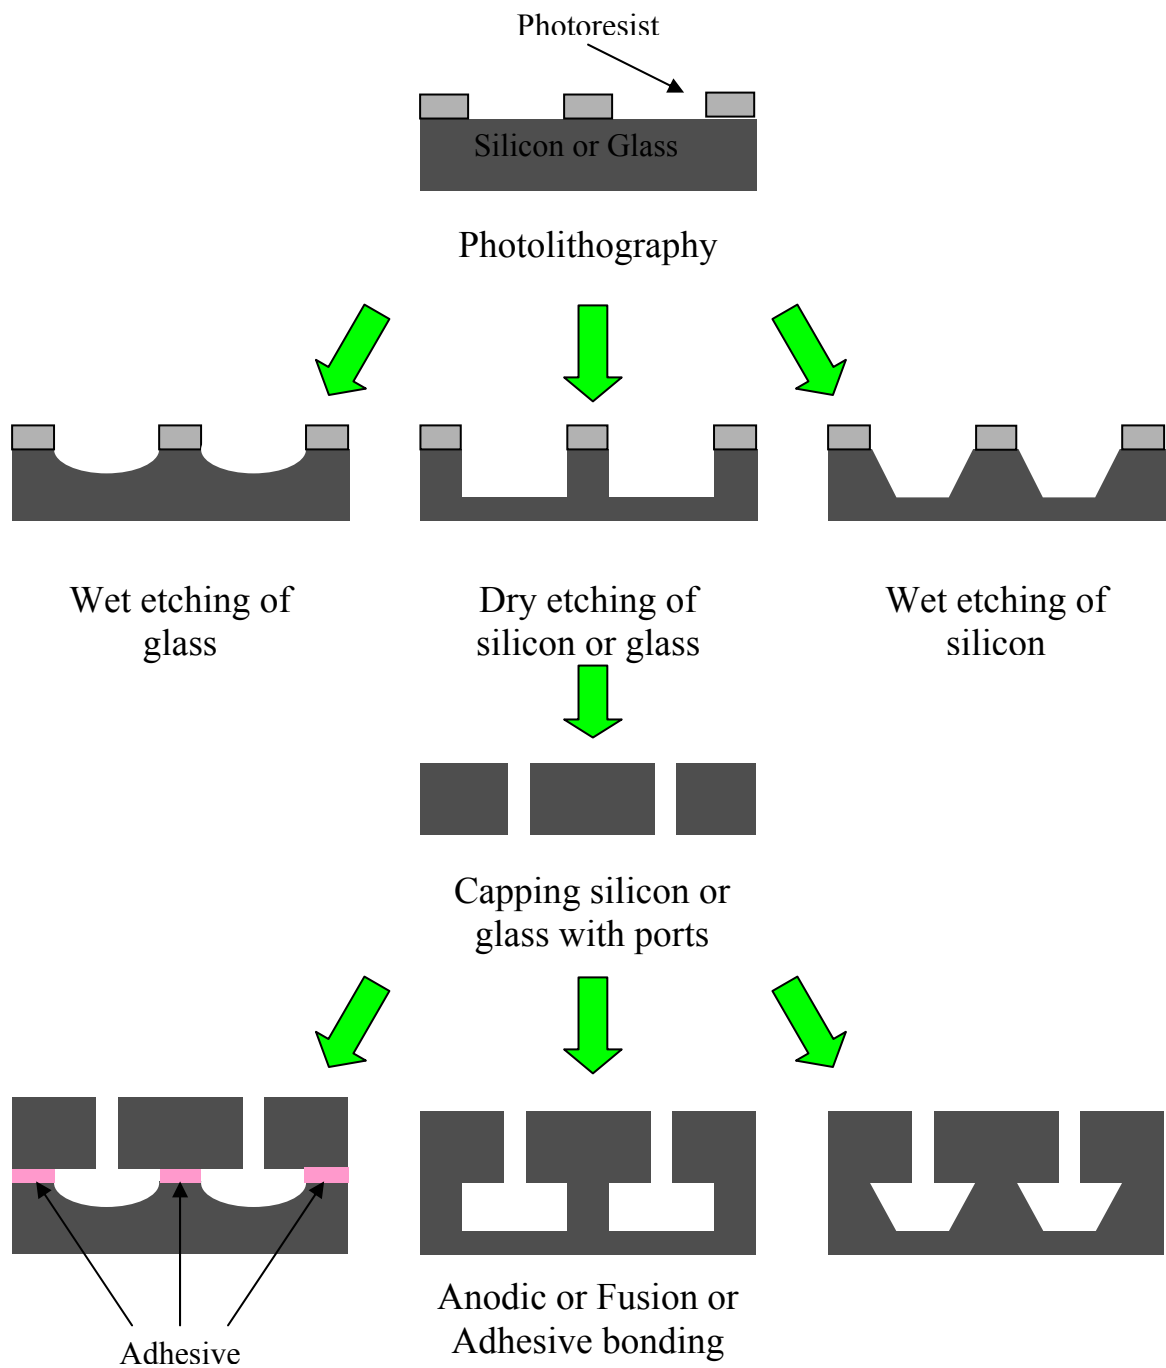 Photoresist
Silicon or Glass
Photolithography
Wet etching of
glass
Dry etching of
silicon or glass
Wet etching of
silicon
Capping silicon or
glass with ports
Anodic or Fusion or
Adhesive bonding
Adhesive